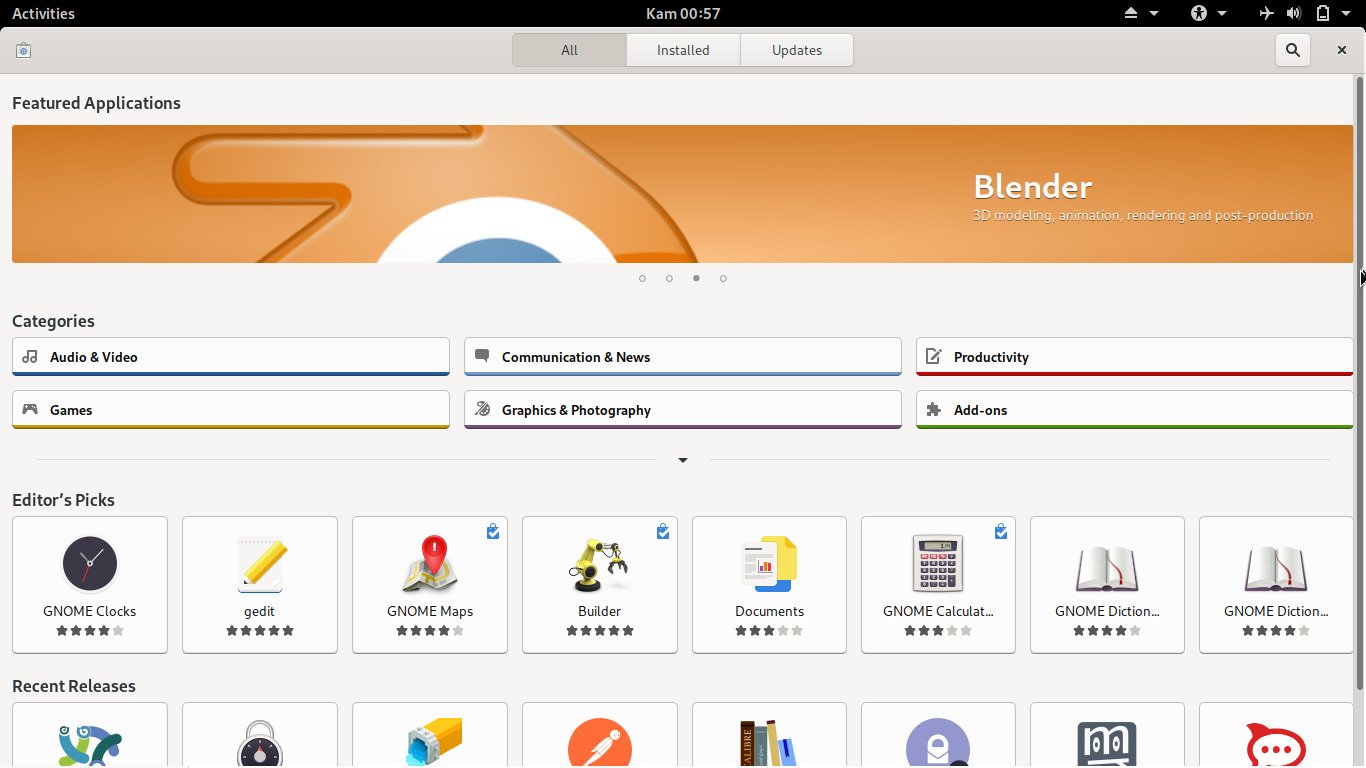 Activities
Kam 00:57
All
Installed
Updates
Featured Applications
Blender
3D modeling, animation, rendering and post-production
Categories
Audio & Video
Communication & News
Productivity
Games
Graphics & Photography
Add-ons
Editor’s Picks
GNOME Clocks
gedit
GNOME Maps
Builder
Documents
GNOME Calculat...
GNOME Diction...
GNOME Diction...
Recent Releases
CALIBRE